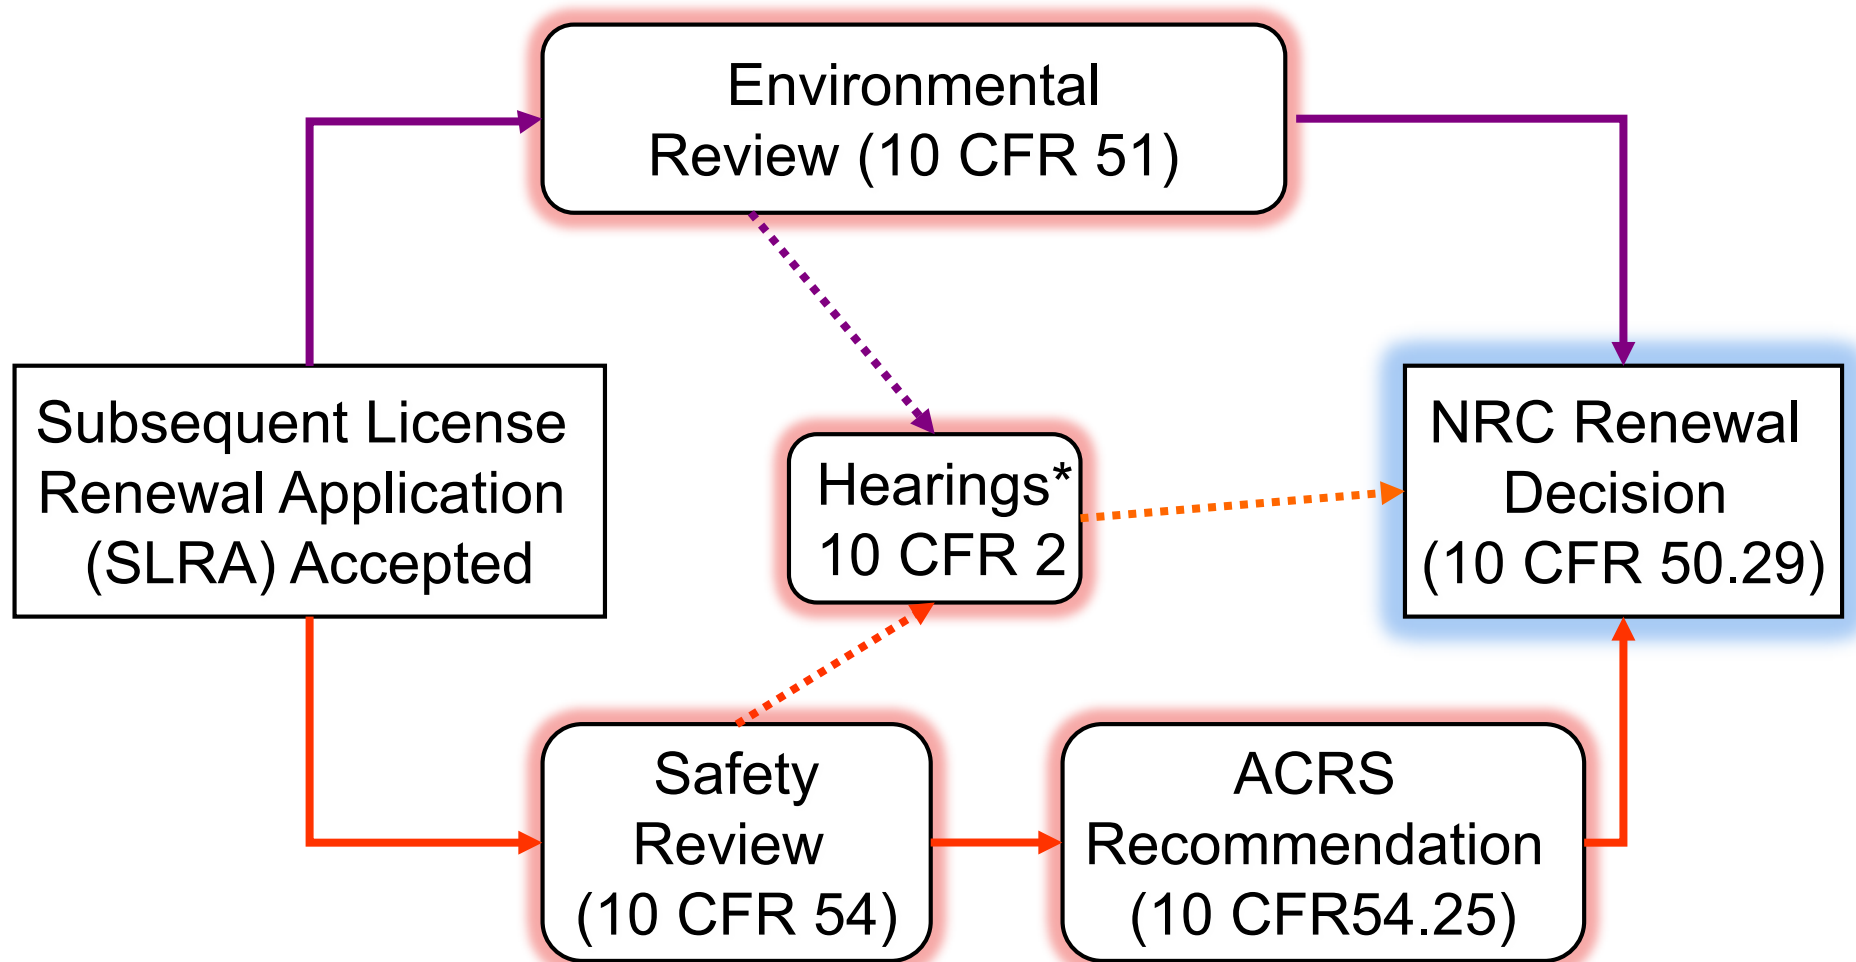 Environmental
Review (10 CFR 51)
Subsequent License
Renewal Application
(SLRA) Accepted
Hearings*
10 CFR 2
NRC Renewal
Decision
(10 CFR 50.29)
Safety
Review
(10 CFR 54)
ACRS
Recommendation
(10 CFR54.25)